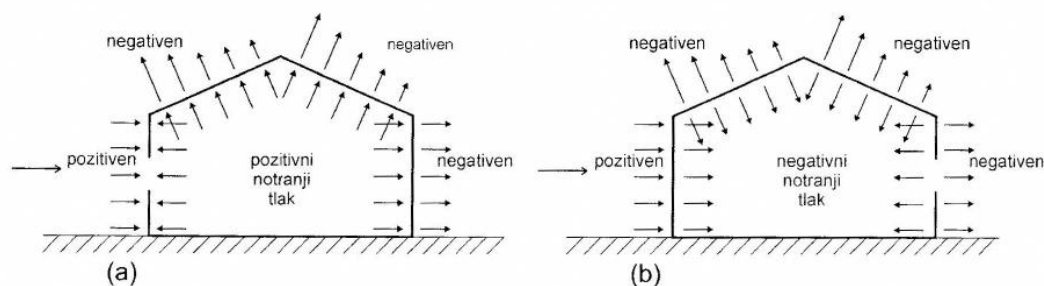 negativen
negativen
pozitiven
pozitivni
notranji
tlak
negativen
(a)
negativen
negativen
pozitiven
negativni
notranji
tlak
negativen
(b)